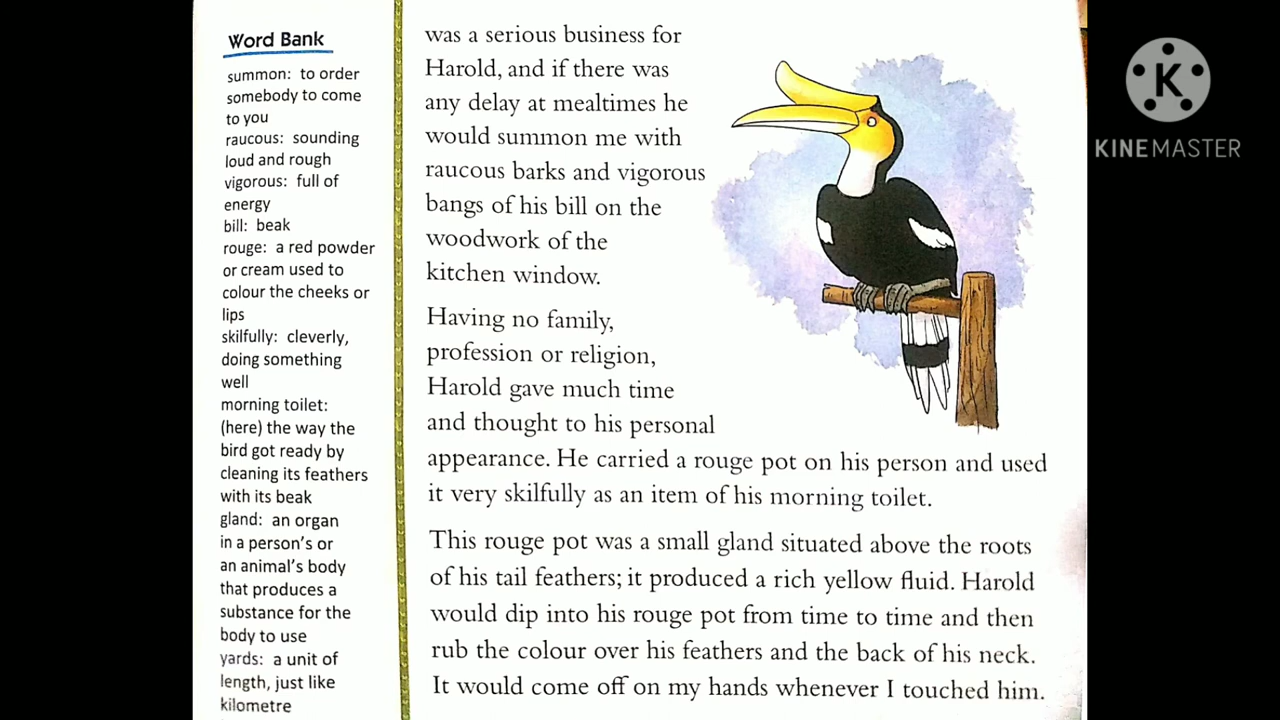 Word Bank
summon: to order
somebody to come
to you
raucous: sounding
loud and rough
vigorous: full of
energy
bill: beak
rouge: a red powder
or cream used to
colour the cheeks or
lips
skilfully: cleverly,
doing something
well
morning toilet:
(here) the way the
bird got ready by
cleaning its feathers
with its beak
gland: an organ
in a person's or
an animal's body
that produces a
substance for the
body to use
yards: a unit of
length, just like
kilometre
was a serious business for
Harold, and if there was
any delay at mealtimes he
would summon me with
raucous barks and vigorous
bangs of his bill on the
woodwork of the
kitchen window.
Having no family,
profession or religion,
Harold gave much time
and thought to his personal
appearance. He carried a rouge pot on his person and used
it very skilfully as an item of his morning toilet.
This rouge pot was a small gland situated above the roots
of his tail feathers; it produced a rich yellow fluid. Harold
would dip into his rouge pot from time to time and then
rub the colour over his feathers and the back of his neck.
It would come off on my hands whenever I touched him.
K
KINEMASTER